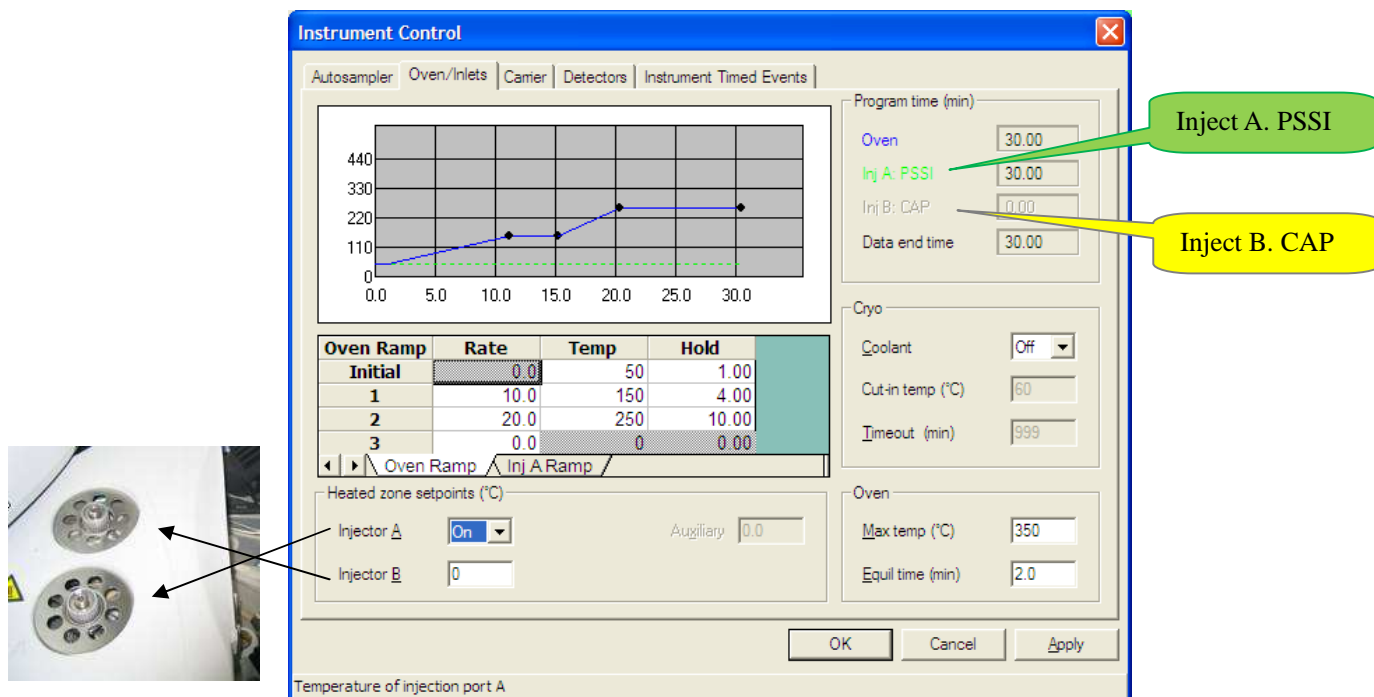 Instrument Control
Autosampler Oven/Inlets Carrier Detectors Instrument Timed Events
440
330
220
110
0
0.0 5.0 10.0 15.0 20.0 25.0 30.0
Oven Ramp Rate Temp Hold
Initial 0.0 50 1.00
1 10.0 150 4.00
2 20.0 250 10.00
3 0.0 0 0.00
Oven Ramp Inj A Ramp
Heated zone setpoints (°C)
Injector A On Auxiliary 0.0
Injector B 0
Program time (min)
Oven 30.00
Inj A: PSSI 30.00
Inj B: CAP 0.00
Data end time 30.00
Cryo
Coolant Off
Cut-in temp (°C) 60
Timeout (min) 999
Oven
Max temp (°C) 350
Equil time (min) 2.0
OK Cancel Apply
Temperature of injection port A
Inject A. PSSI
Inject B. CAP